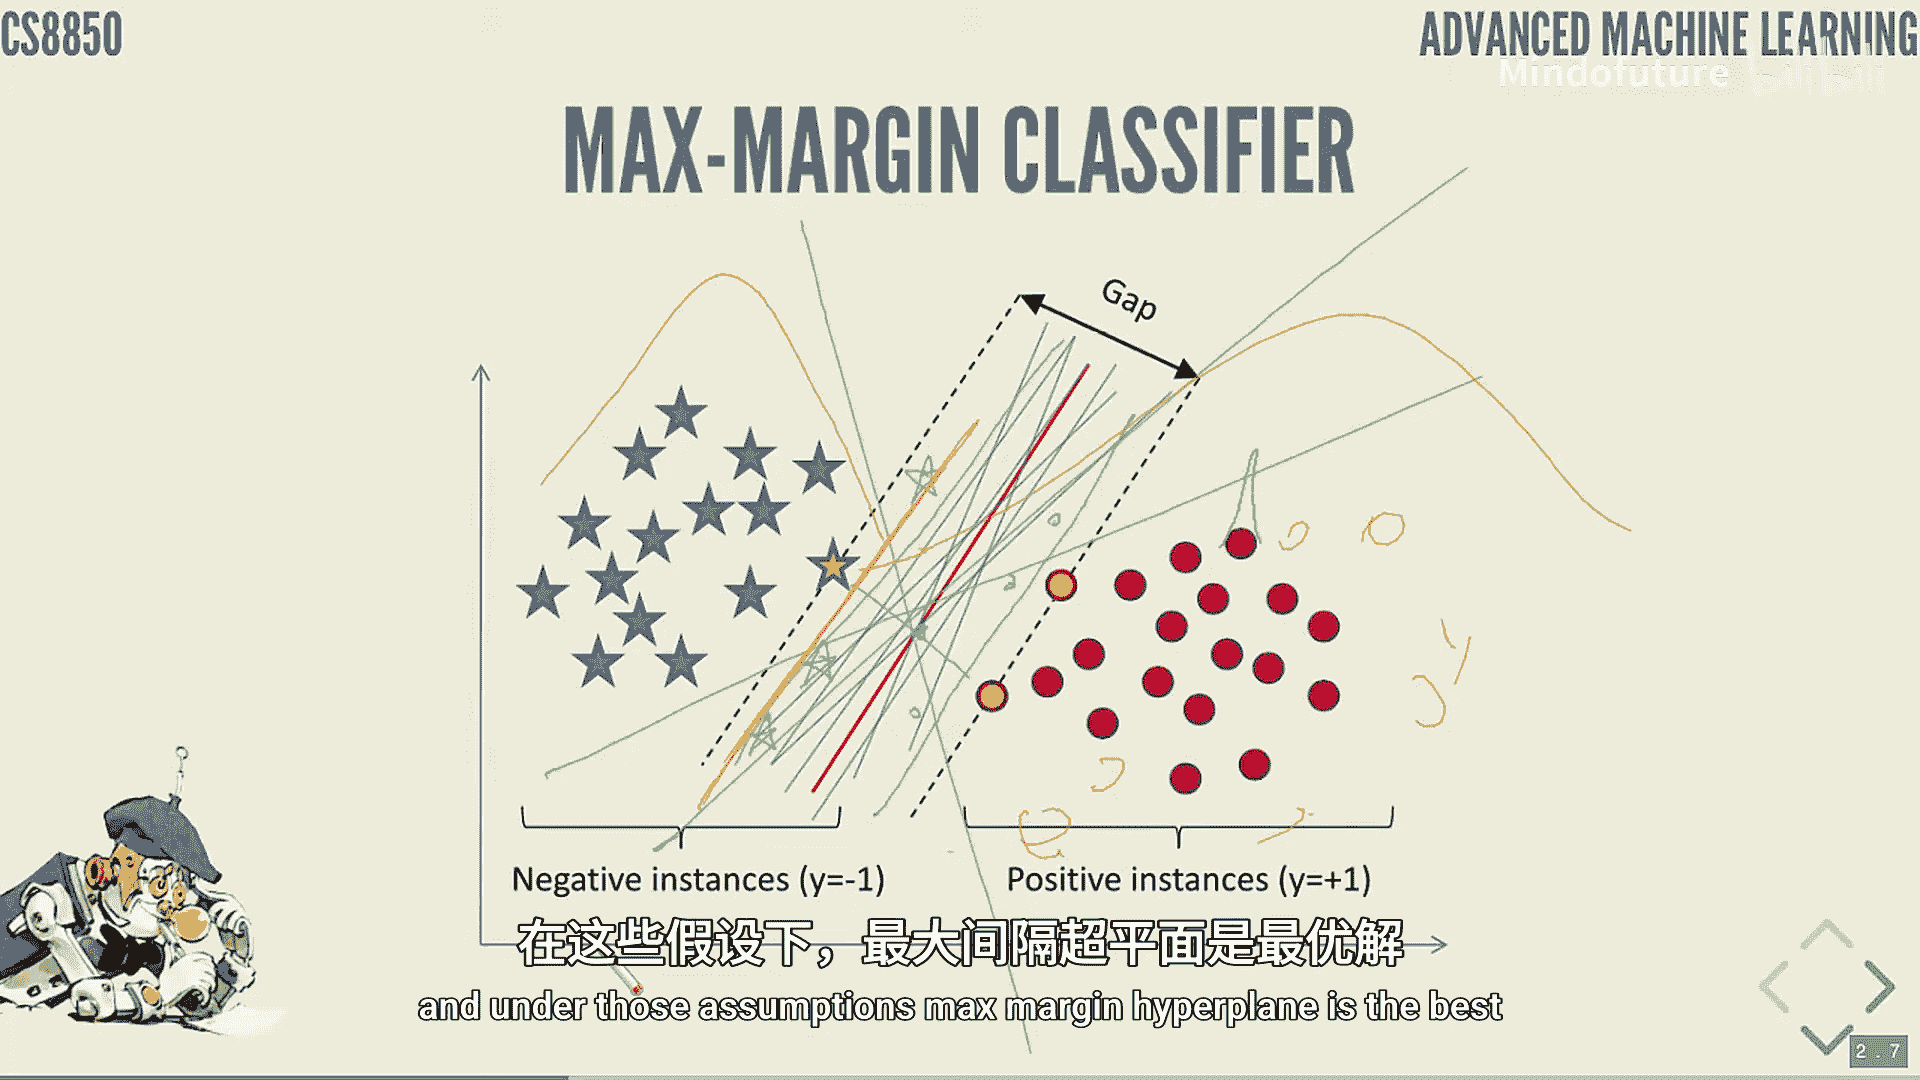 CS8850
ADVANCED MACHINE LEARNING
Mindofuture bilibili
MAX-MARGIN CLASSIFIER
Gap
Negative instances (y=-1)
Positive instances (y=+1)
在这些假设下，最大间隔超平面是最优解
and under those assumptions max margin hyperplane is the best
2.7